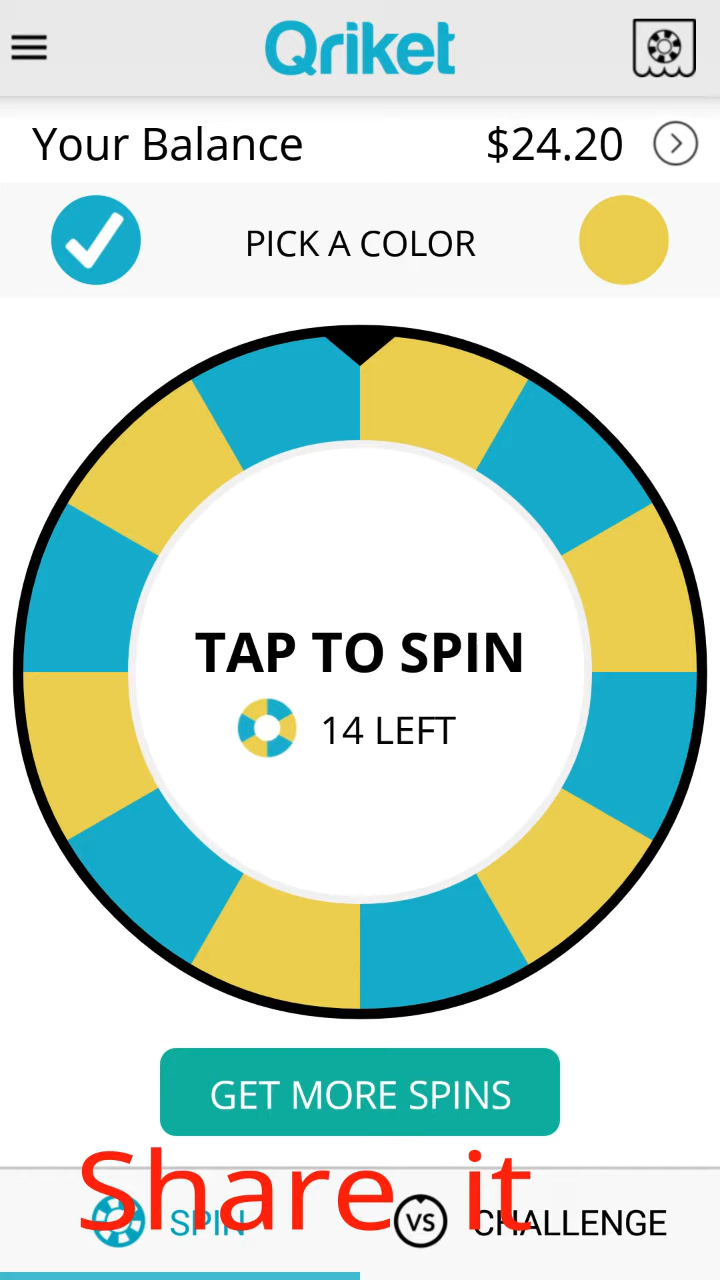 Qriket
Your Balance $24.20
PICK A COLOR
TAP TO SPIN
14 LEFT
GET MORE SPINS
Share it
SPIN VS CHALLENGE